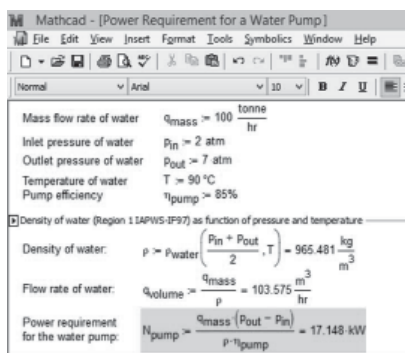 Mathcad - [Power Requirement for a Water Pump]
File Edit View Insert Format Tools Symbolics Window Help
Normal Arial 10 B I U
Mass flow rate of water q_mass := 100 tonne/hr
Inlet pressure of water p_in := 2 atm
Outlet pressure of water p_out := 7 atm
Temperature of water T := 90 °C
Pump efficiency η_pump := 85%
Density of water (Region 1 IAPWS-IF97) as function of pressure and temperature
Density of water: ρ := ρ_water((p_in + p_out)/2, T) = 965.481 kg/m³
Flow rate of water: q_volume := q_mass/ρ = 103.575 m³/hr
Power requirement
for the water pump: N_pump := q_mass·(p_out − p_in)/(ρ·η_pump) = 17.148·kW